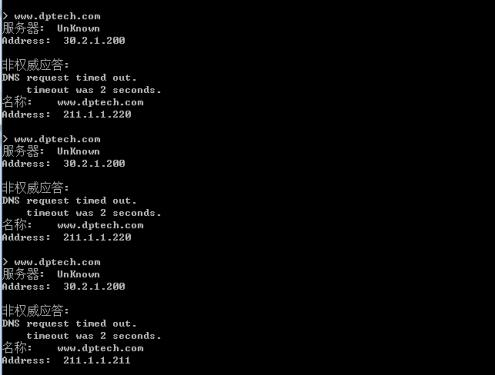 > www.dptech.com
服务器:  UnKnown
Address:  30.2.1.200
非权威应答:
DNS request timed out.
    timeout was 2 seconds.
名称:    www.dptech.com
Address:  211.1.1.220
> www.dptech.com
服务器:  UnKnown
Address:  30.2.1.200
非权威应答:
DNS request timed out.
    timeout was 2 seconds.
名称:    www.dptech.com
Address:  211.1.1.220
> www.dptech.com
服务器:  UnKnown
Address:  30.2.1.200
非权威应答:
DNS request timed out.
    timeout was 2 seconds.
名称:    www.dptech.com
Address:  211.1.1.211